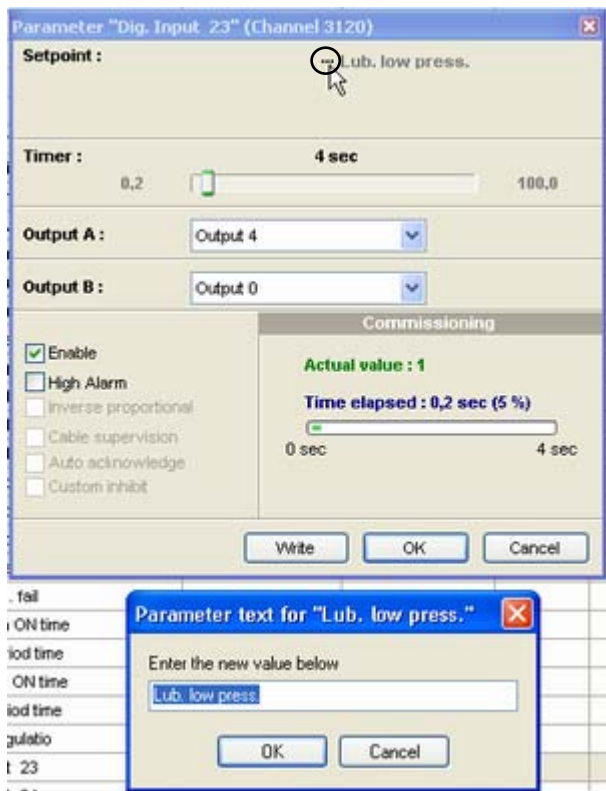 Parameter "Dig. Input 23" (Channel 3120)
Setpoint :
... Lub. low press.
Timer :
4 sec
0,2
100,0
Output A :
Output 4
Output B :
Output 0
Commissioning
Enable
High Alarm
Inverse proportional
Cable supervision
Auto acknowledge
Custom inhibit
Actual value : 1
Time elapsed : 0,2 sec (5 %)
0 sec
4 sec
Write
OK
Cancel
. fail
ON time
iod time
ON time
iod time
gulatio
t 23
Parameter text for "Lub. low press."
Enter the new value below
Lub. low press.
OK
Cancel